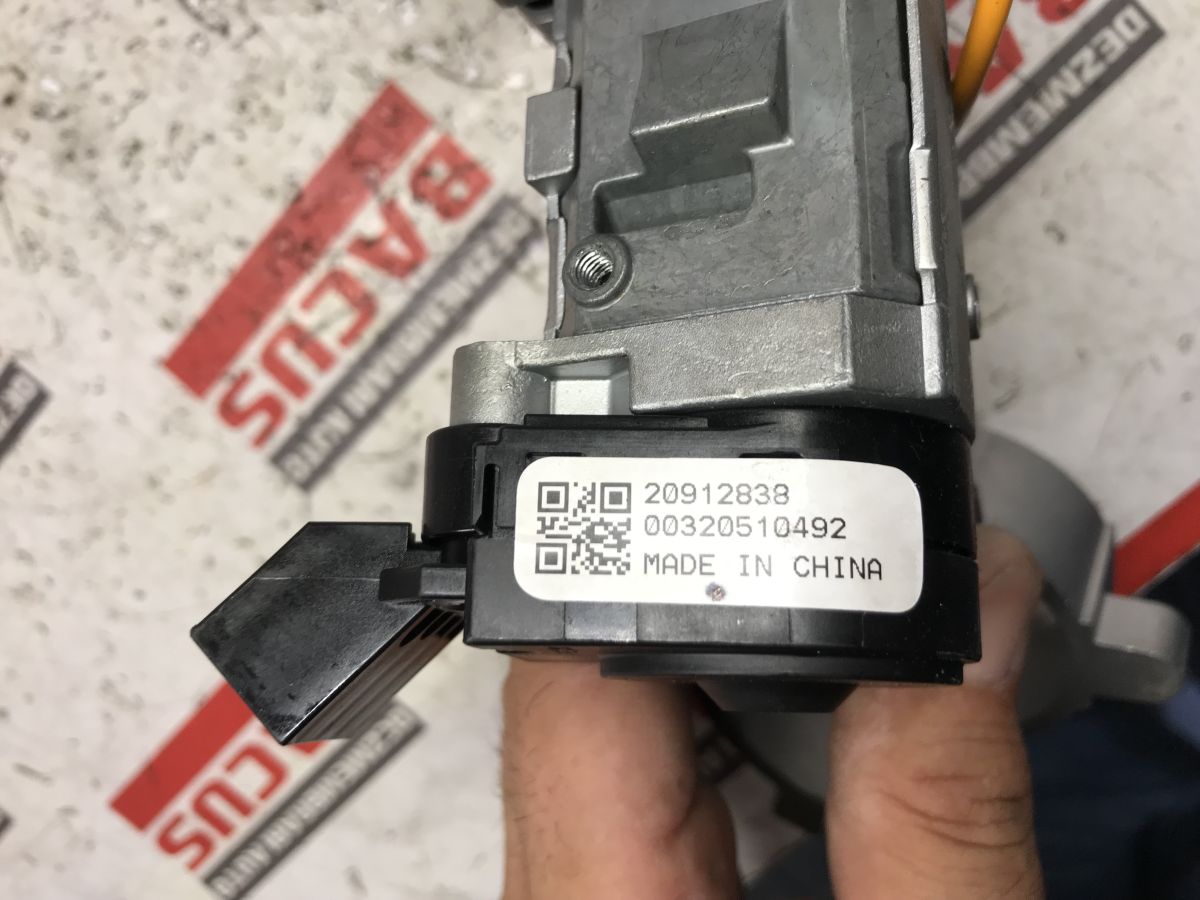 20912838
00320510492
MADE IN CHINA
BACUS
DEZMEMBRARI AUTO
BACUS
DEZMEMBRARI AUTO